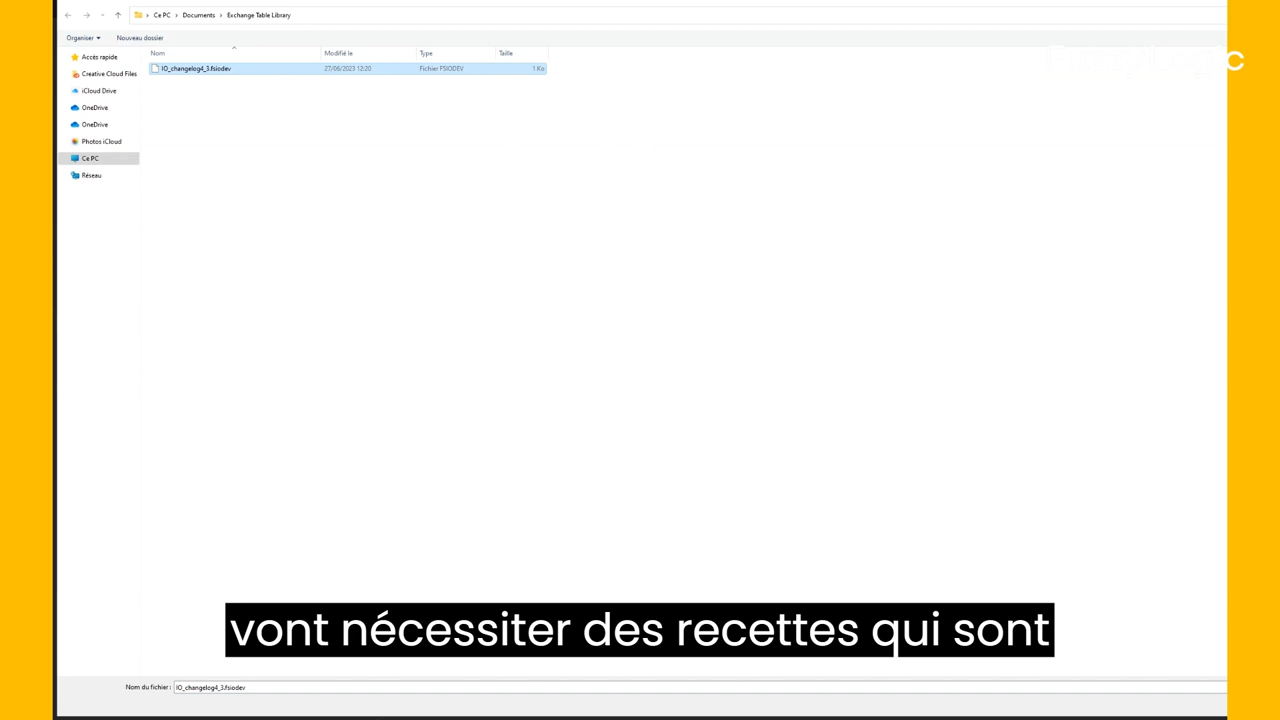 Ce PC > Documents > Exchange Table Library
Organiser Nouveau dossier
Nom Modifié le Type Taille
IO_changelog4_3.fsiodev 27/06/2023 12:20 Fichier FSIODEV 1 Ko
Accès rapide
Creative Cloud Files
iCloud Drive
OneDrive
OneDrive
Photos iCloud
Ce PC
Réseau
vont nécessiter des recettes qui sont
Nom du fichier : IO_changelog4_3.fsiodev